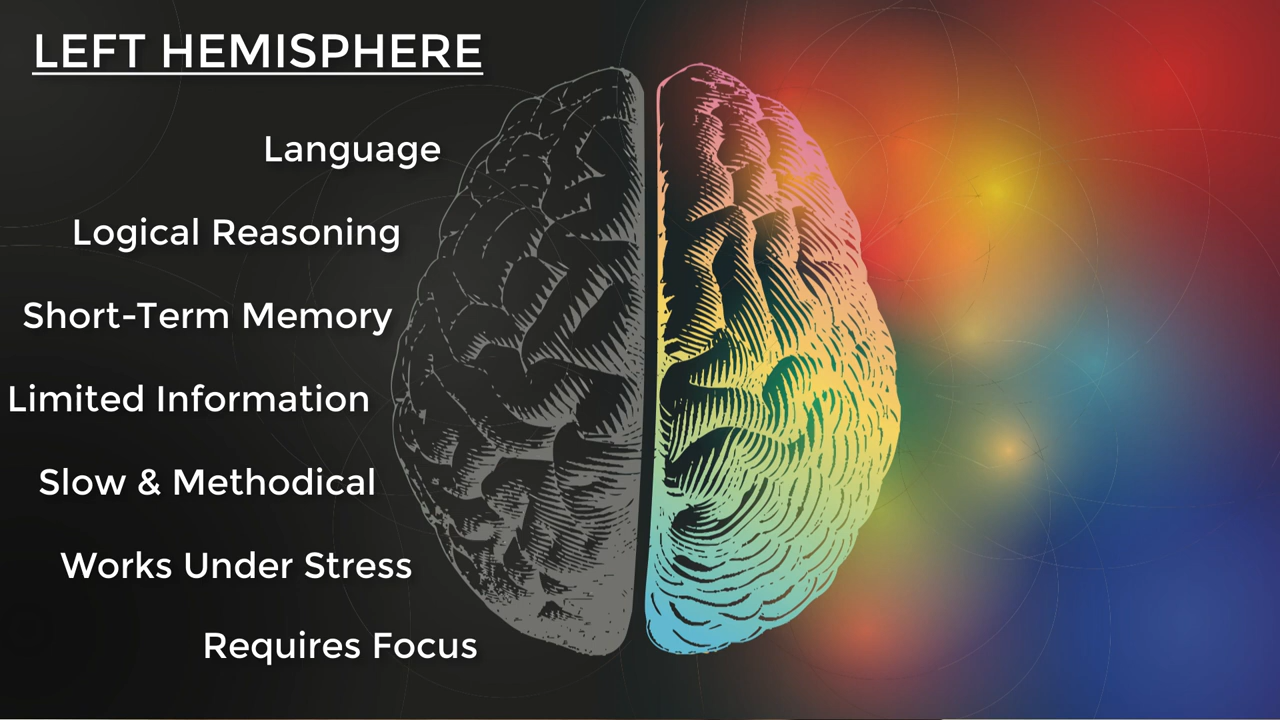 LEFT HEMISPHERE
Language
Logical Reasoning
Short-Term Memory
Limited Information
Slow & Methodical
Works Under Stress
Requires Focus